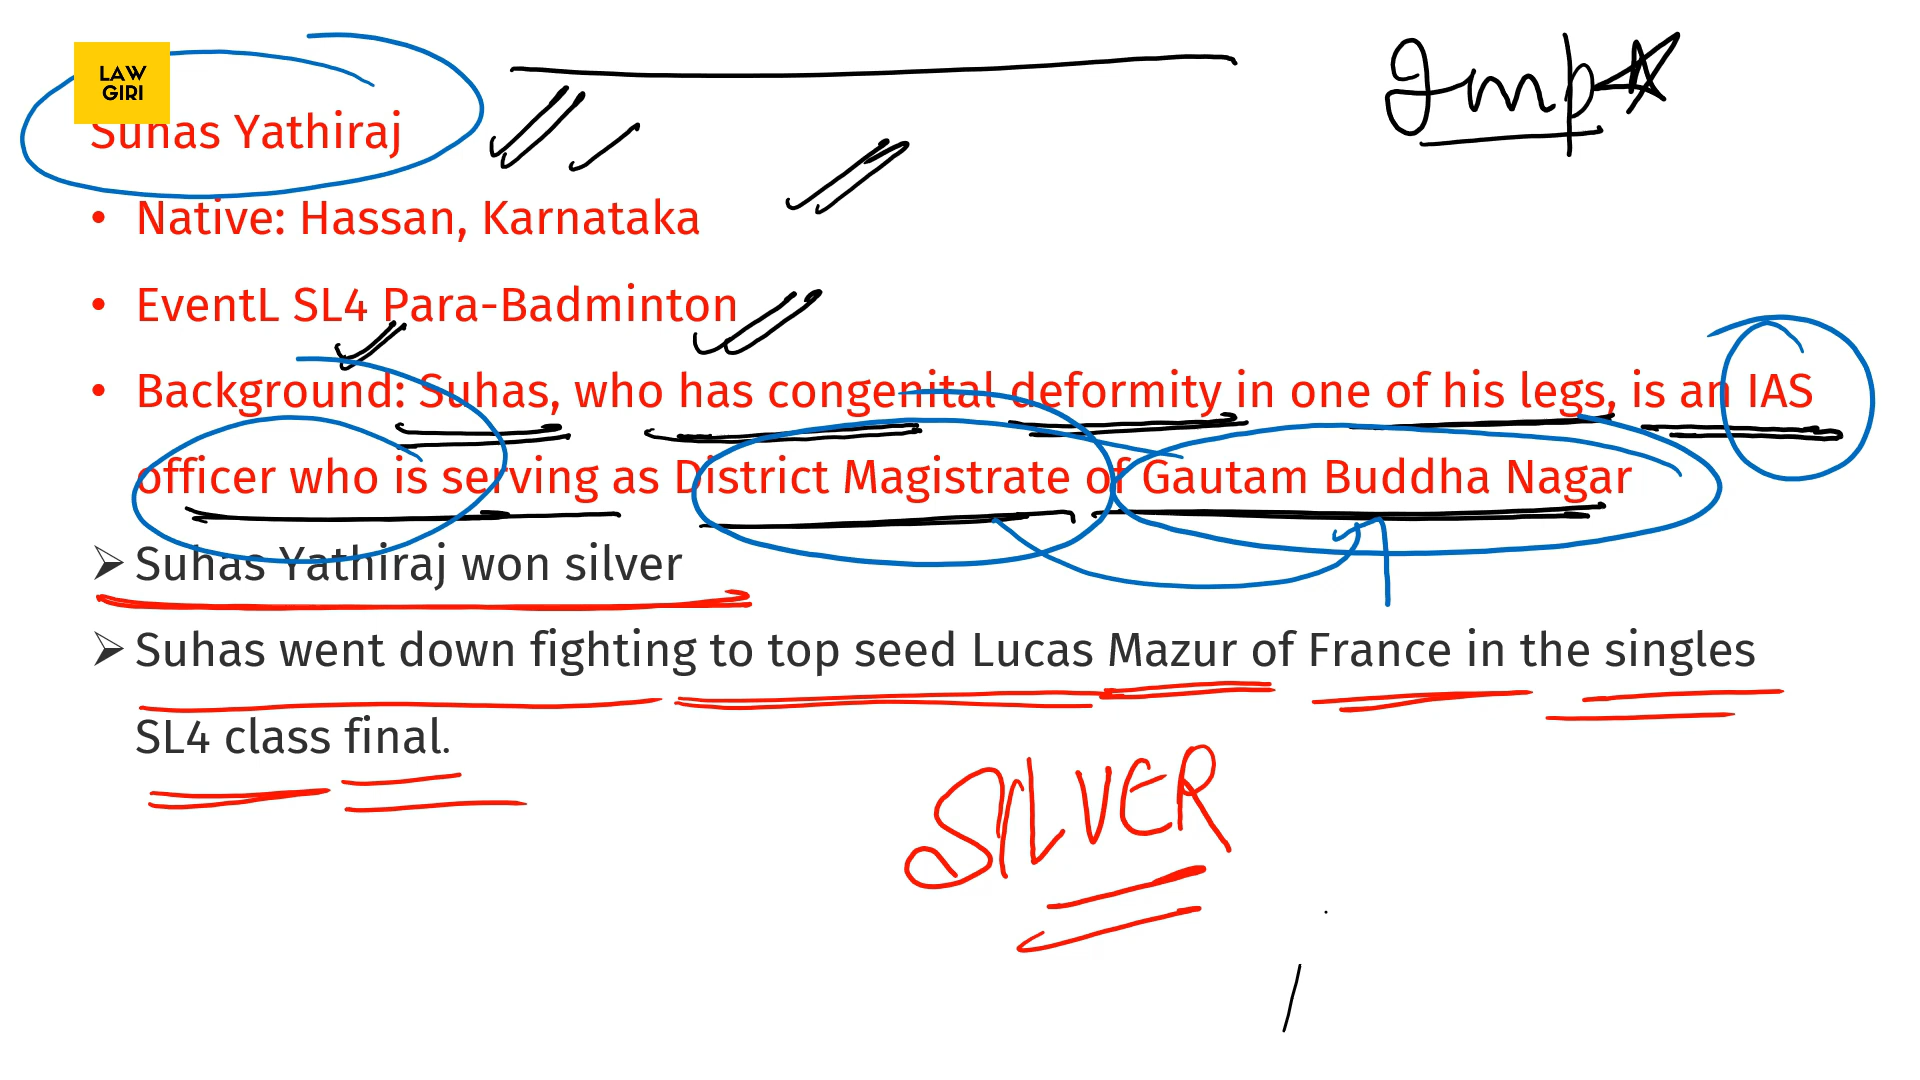 LAW
GIRI
Imp
Suhas Yathiraj
• Native: Hassan, Karnataka
• EventL SL4 Para-Badminton
• Background: Suhas, who has congenital deformity in one of his legs, is an IAS
officer who is serving as District Magistrate of Gautam Buddha Nagar
➢ Suhas Yathiraj won silver
➢ Suhas went down fighting to top seed Lucas Mazur of France in the singles
SL4 class final.
SILVER